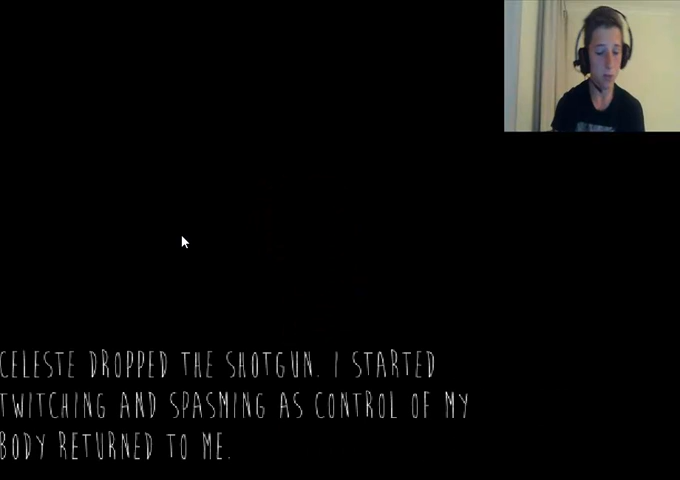 CELESTE DROPPED THE SHOTGUN. I STARTED
TWITCHING AND SPASMING AS CONTROL OF MY
BODY RETURNED TO ME.